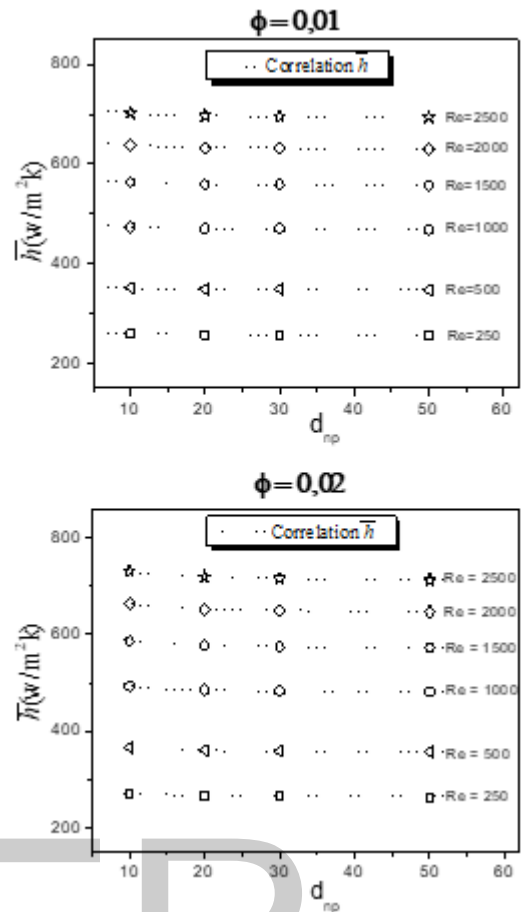 ϕ=0,01
Correlation h̅
800
600
400
200
h̅(w/m²k)
Re=2500
Re=2000
Re=1500
Re=1000
Re=500
Re=250
10 20 30 40 50 60
d_np
ϕ=0,02
Correlation h̅
800
600
400
200
h̅(w/m²k)
Re = 2500
Re = 2000
Re = 1500
Re = 1000
Re = 500
Re = 250
10 20 30 40 50 60
d_np